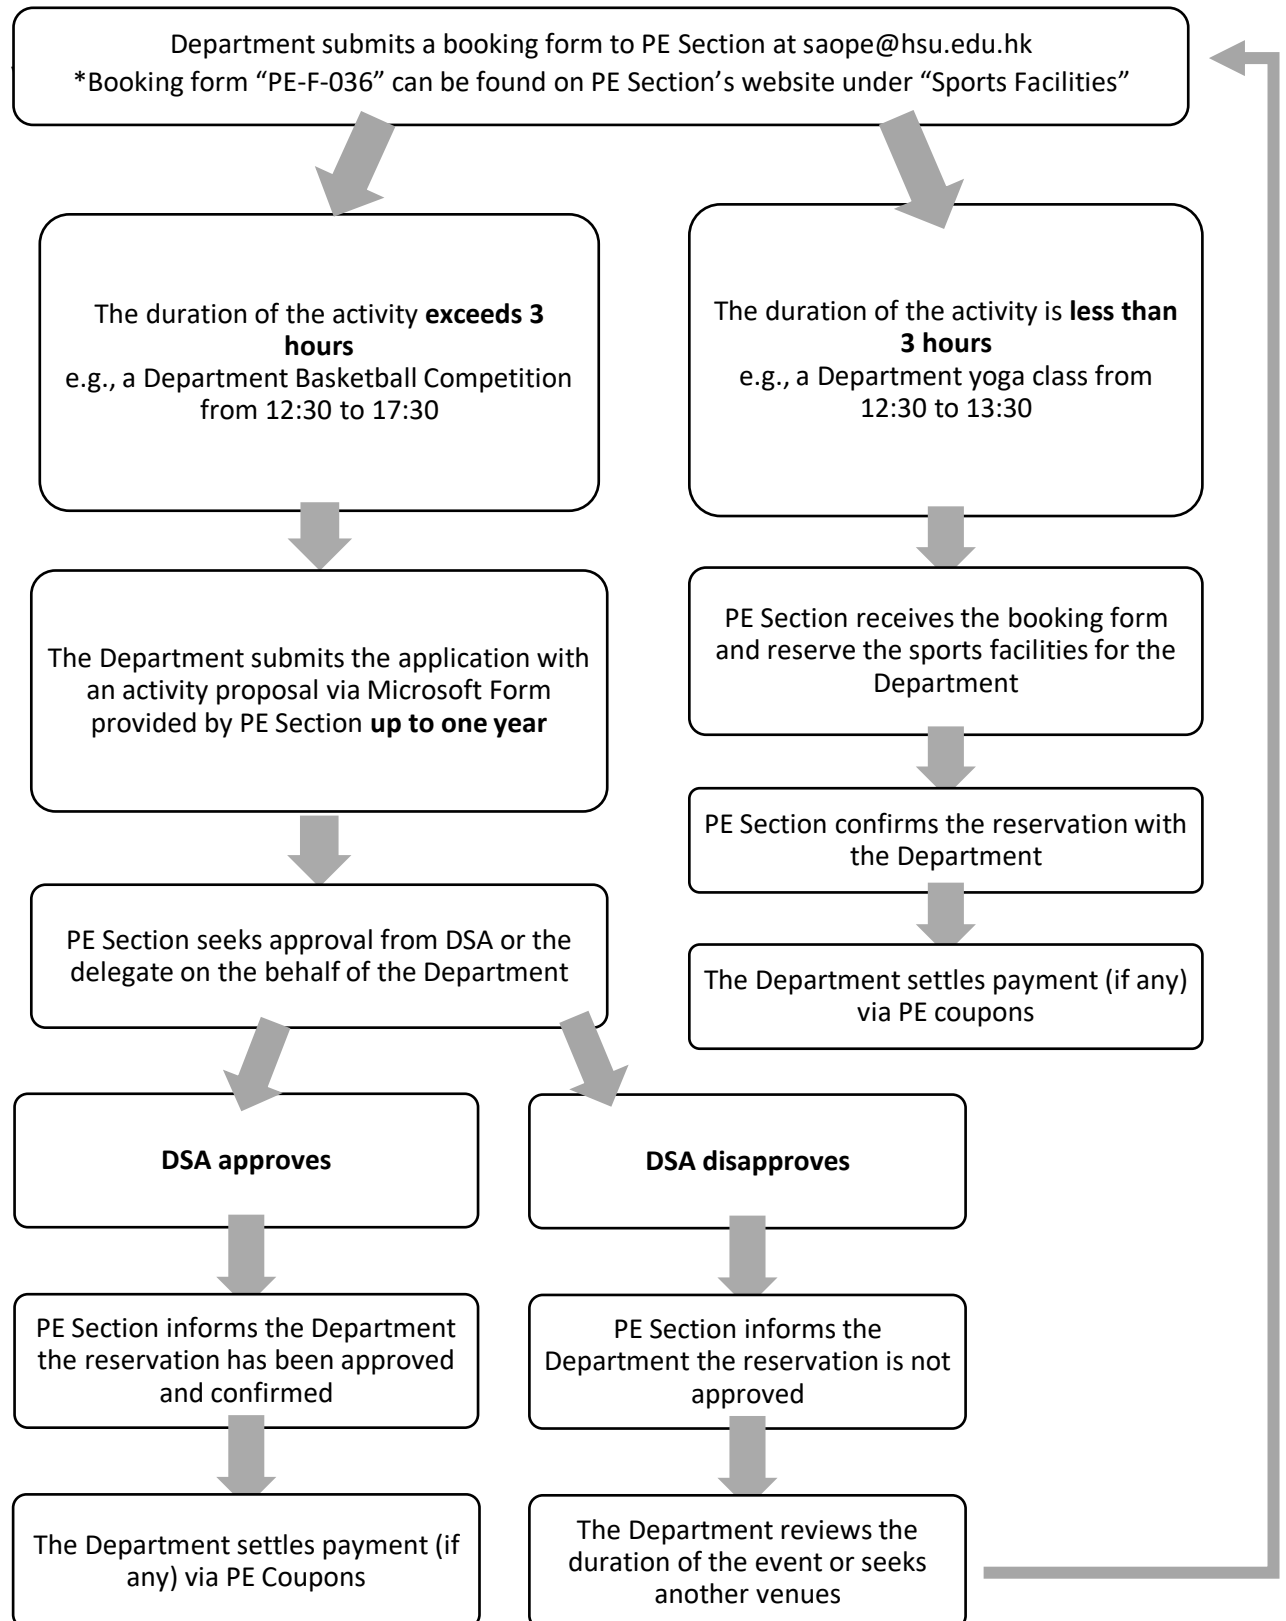 Department submits a booking form to PE Section at saope@hsu.edu.hk
*Booking form “PE-F-036” can be found on PE Section’s website under “Sports Facilities”
The duration of the activity exceeds 3
hours
e.g., a Department Basketball Competition
from 12:30 to 17:30
The duration of the activity is less than
3 hours
e.g., a Department yoga class from
12:30 to 13:30
The Department submits the application with
an activity proposal via Microsoft Form
provided by PE Section up to one year
PE Section receives the booking form
and reserve the sports facilities for the
Department
PE Section confirms the reservation with
the Department
PE Section seeks approval from DSA or the
delegate on the behalf of the Department
The Department settles payment (if any)
via PE coupons
DSA approves
DSA disapproves
PE Section informs the Department
the reservation has been approved
and confirmed
PE Section informs the
Department the reservation is not
approved
The Department settles payment (if
any) via PE Coupons
The Department reviews the
duration of the event or seeks
another venues